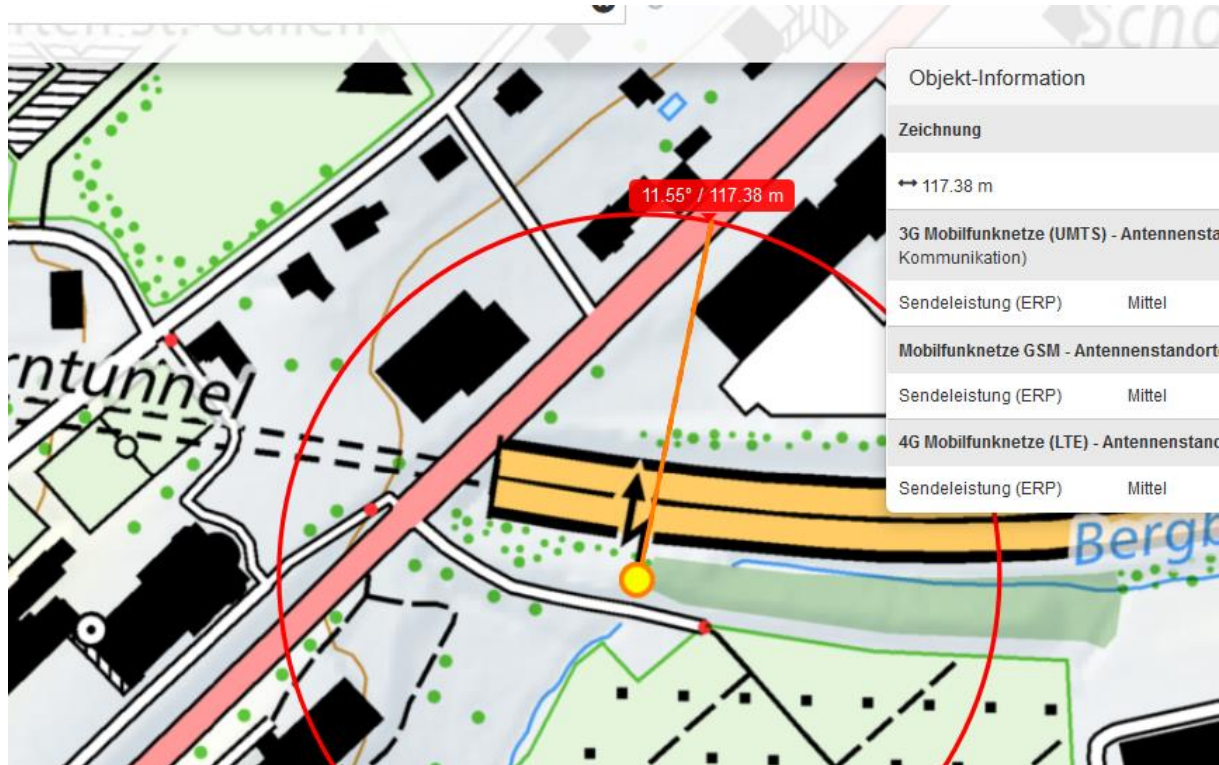 Objekt-Information
Zeichnung
↔ 117.38 m
11.55° / 117.38 m
3G Mobilfunknetze (UMTS) - Antennensta
Kommunikation)
Sendeleistung (ERP) Mittel
Mobilfunknetze GSM - Antennenstandort
Sendeleistung (ERP) Mittel
4G Mobilfunknetze (LTE) - Antennenstand
Sendeleistung (ERP) Mittel
rntunnel
Bergb